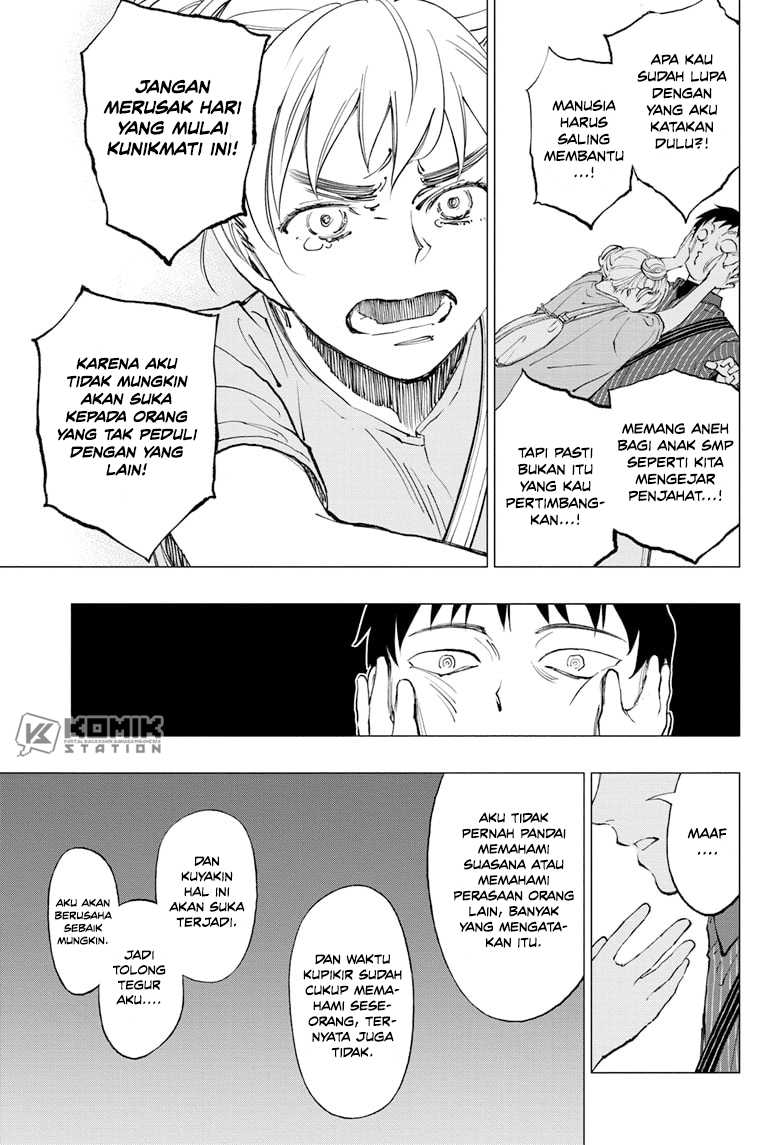 APA KAU
SUDAH LUPA
DENGAN
YANG AKU
KATAKAN
DULU?!
MANUSIA
HARUS
SALING
MEMBANTU
...!
MEMANG ANEH
BAGI ANAK SMP
SEPERTI KITA
MENGEJAR
PENJAHAT...!
TAPI PASTI
BUKAN ITU
YANG KAU
PERTIMBANG-
KAN...!
JANGAN
MERUSAK HARI
YANG MULAI
KUNIKMATI INI!
KARENA AKU
TIDAK MUNGKIN
AKAN SUKA
KEPADA ORANG
YANG TAK PEDULI
DENGAN YANG
LAIN!
KOMIK
STATION
MAAF
....
AKU TIDAK
PERNAH PANDAI
MEMAHAMI
SUASANA ATAU
MEMAHAMI
PERASAAN ORANG
LAIN, BANYAK
YANG MENGATA-
KAN ITU.
DAN WAKTU
KUPIKIR SUDAH
CUKUP MEMA-
HAMI SESE-
ORANG, TER-
NYATA JUGA
TIDAK.
DAN
KUYAKIN
HAL INI
AKAN SUKA
TERJADI.
JADI
TOLONG
TEGUR
AKU....
AKU AKAN
BERUSAHA
SEBAIK
MUNGKIN.